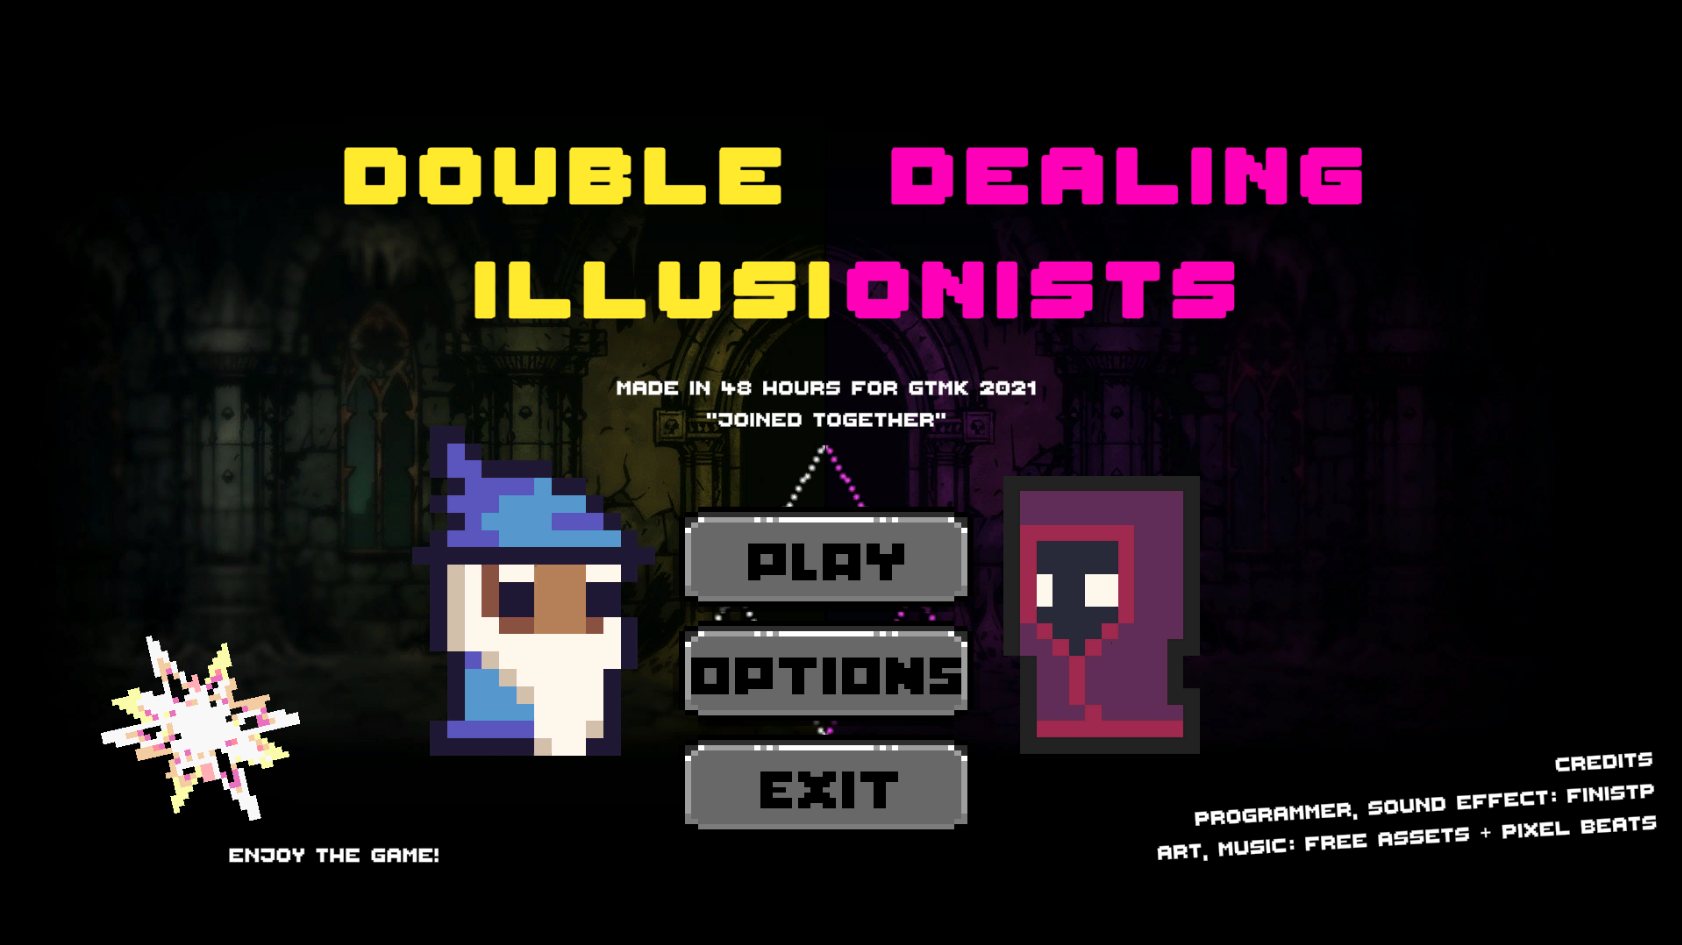 DOUBLE DEALING
ILLUSIONISTS
MADE IN 48 HOURS FOR GTMK 2021
"JOINED TOGETHER"
PLAY
OPTIONS
EXIT
CREDITS
PROGRAMMER, SOUND EFFECT: FINISTP
ART, MUSIC: FREE ASSETS + PIXEL BEATS
ENJOY THE GAME!